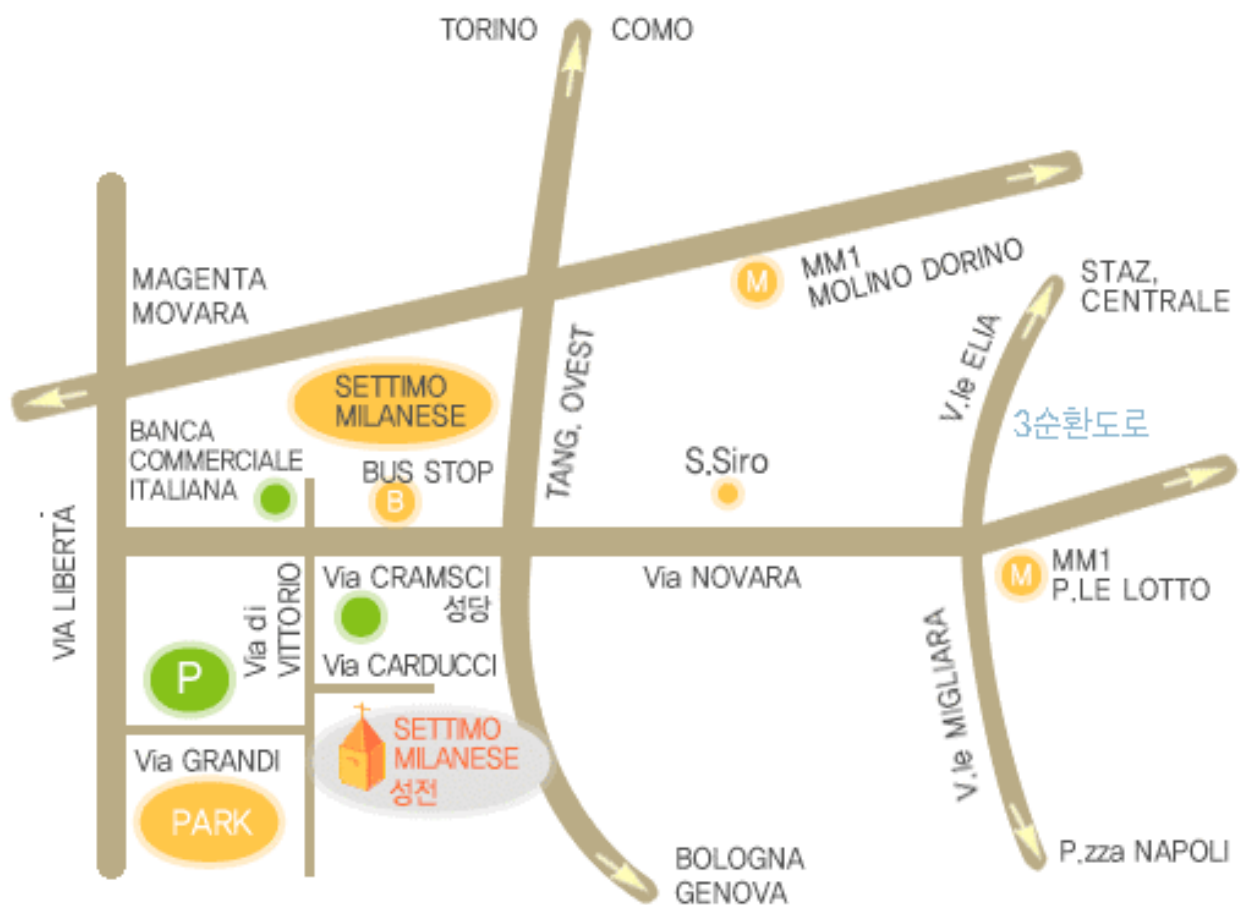 TORINO
COMO
MAGENTA
MOVARA
M
MM1
MOLINO DORINO
STAZ,
CENTRALE
V.le ELIA
3순환도로
SETTIMO
MILANESE
TANG, OVEST
BANCA
COMMERCIALE
ITALIANA
BUS STOP
B
S,Siro
VIA LIBERTÀ
Via NOVARA
M
MM1
P,LE LOTTO
Via di
VITTORIO
Via CRAMSCI
성당
P
Via CARDUCCI
V.le MIGLIARA
SETTIMO
MILANESE
성전
Via GRANDI
PARK
BOLOGNA
GENOVA
P,zza NAPOLI